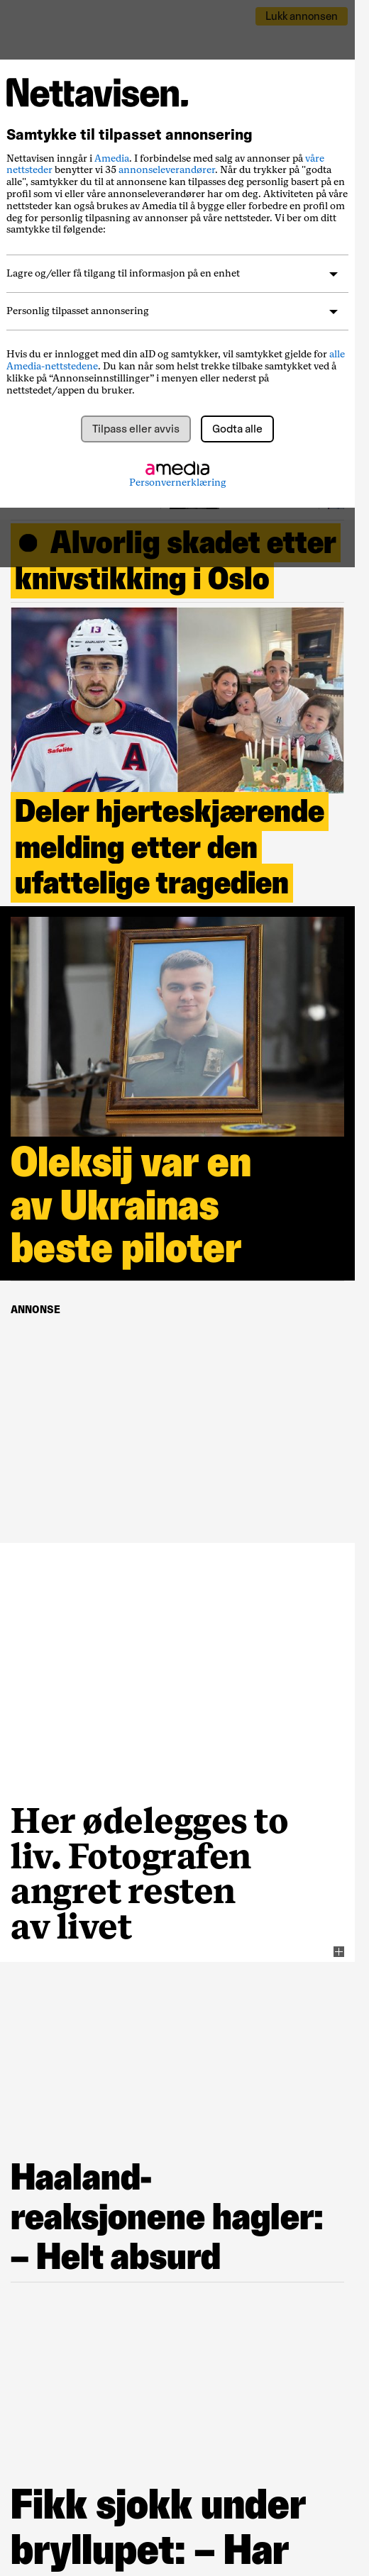 Lukk annonsen
Nettavisen.
Samtykke til tilpasset annonsering
Nettavisen inngår i Amedia. I forbindelse med salg av annonser på våre
nettsteder benytter vi 35 annonseleverandører. Når du trykker på "godta
alle", samtykker du til at annonsene kan tilpasses deg personlig basert på en
profil som vi eller våre annonseleverandører har om deg. Aktiviteten på våre
nettsteder kan også brukes av Amedia til å bygge eller forbedre en profil om
deg for personlig tilpasning av annonser på våre nettsteder. Vi ber om ditt
samtykke til følgende:
Lagre og/eller få tilgang til informasjon på en enhet
Personlig tilpasset annonsering
Hvis du er innlogget med din aID og samtykker, vil samtykket gjelde for alle
Amedia-nettstedene. Du kan når som helst trekke tilbake samtykket ved å
klikke på “Annonseinnstillinger” i menyen eller nederst på
nettstedet/appen du bruker.
Tilpass eller avvis
Godta alle
amedia
Personvernerklæring
Alvorlig skadet etter
knivstikking i Oslo
13
Safelite
A
Deler hjerteskjærende
melding etter den
ufattelige tragedien
Oleksij var en
av Ukrainas
beste piloter
ANNONSE
Her ødelegges to
liv. Fotografen
angret resten
av livet
Haaland-
reaksjonene hagler:
– Helt absurd
Fikk sjokk under
bryllupet: – Har